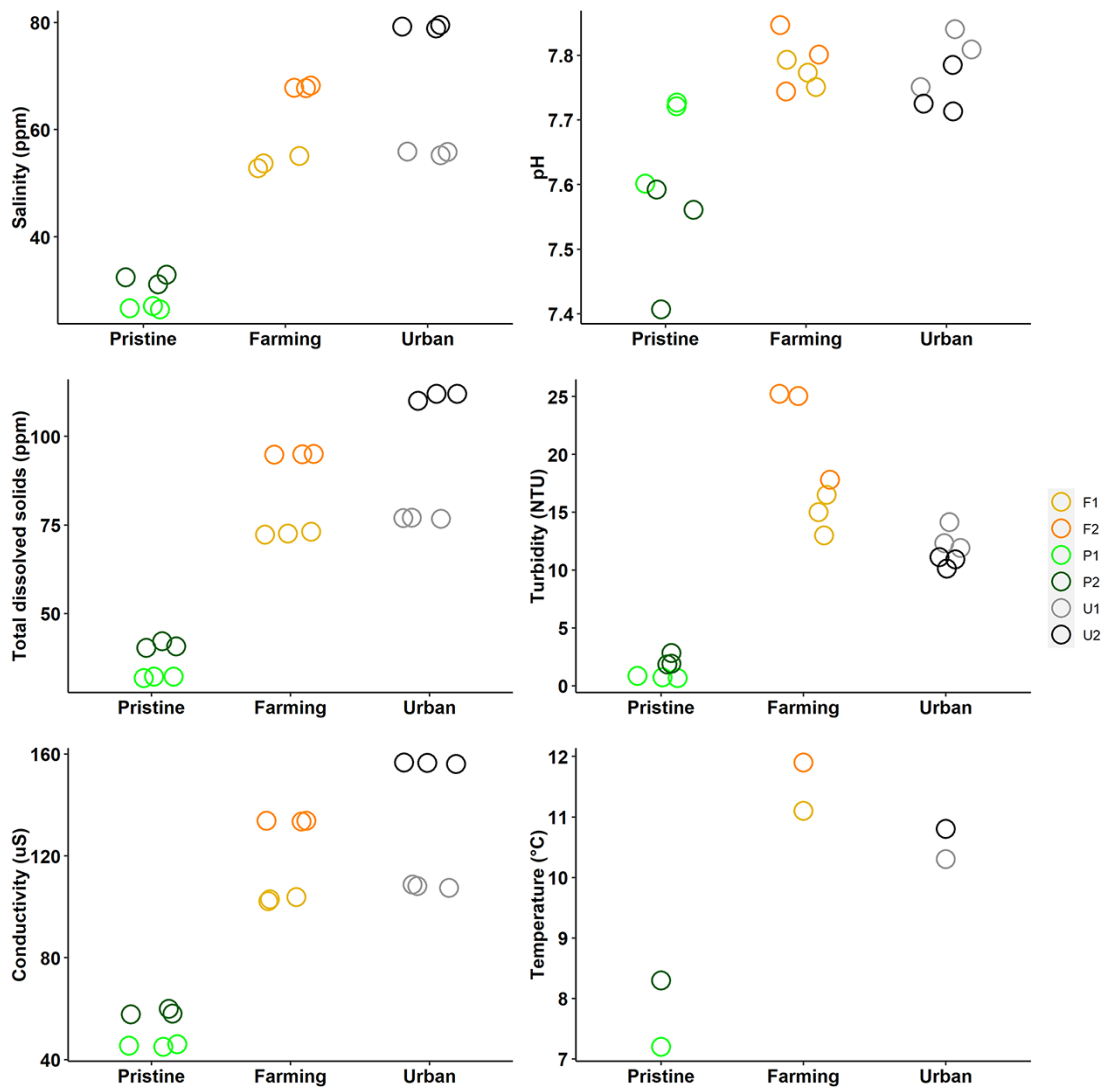 Salinity (ppm)
80
60
40
Pristine Farming Urban
pH
7.8
7.7
7.6
7.5
7.4
Pristine Farming Urban
Total dissolved solids (ppm)
100
75
50
Pristine Farming Urban
Turbidity (NTU)
25
20
15
10
5
0
Pristine Farming Urban
F1
F2
P1
P2
U1
U2
Conductivity (uS)
160
120
80
40
Pristine Farming Urban
Temperature (°C)
12
11
10
9
8
7
Pristine Farming Urban